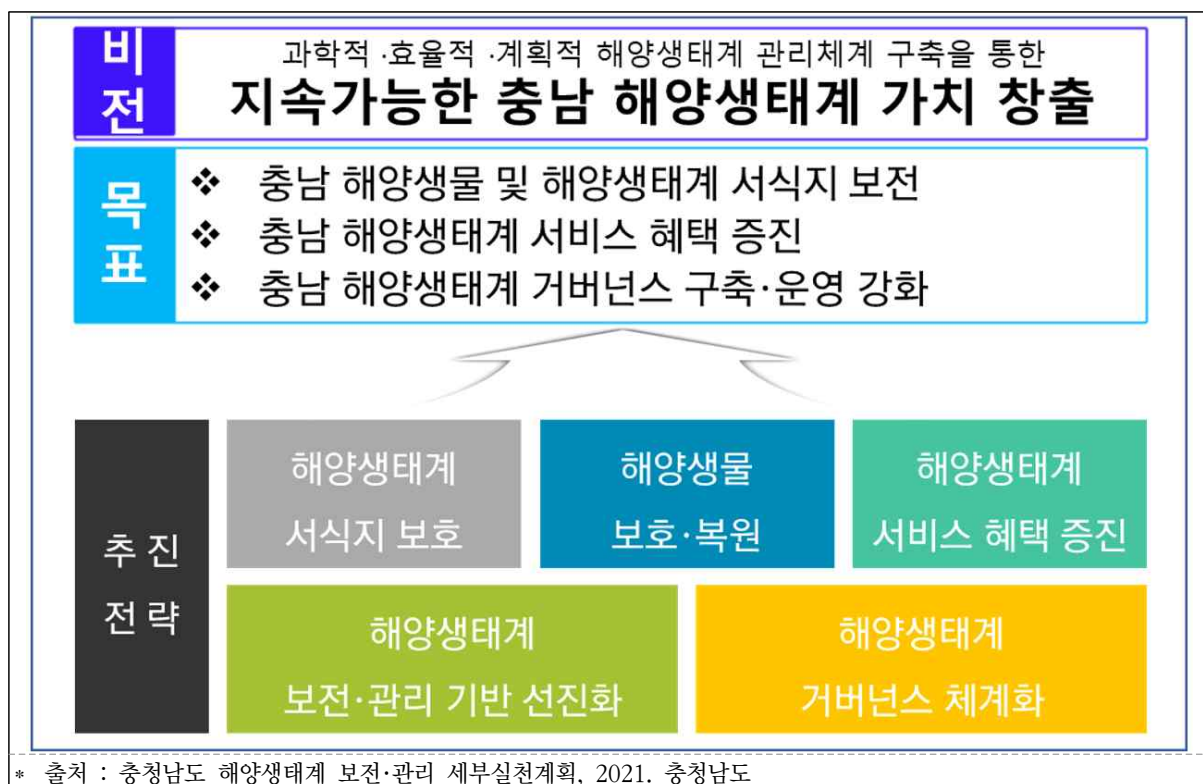 비전
과학적 ·효율적 ·계획적 해양생태계 관리체계 구축을 통한
지속가능한 충남 해양생태계 가치 창출
목표
❖ 충남 해양생물 및 해양생태계 서식지 보전
❖ 충남 해양생태계 서비스 혜택 증진
❖ 충남 해양생태계 거버넌스 구축·운영 강화
추 진
전 략
해양생태계
서식지 보호
해양생물
보호·복원
해양생태계
서비스 혜택 증진
해양생태계
보전·관리 기반 선진화
해양생태계
거버넌스 체계화
* 출처 : 충청남도 해양생태계 보전·관리 세무실천계획, 2021. 충청남도